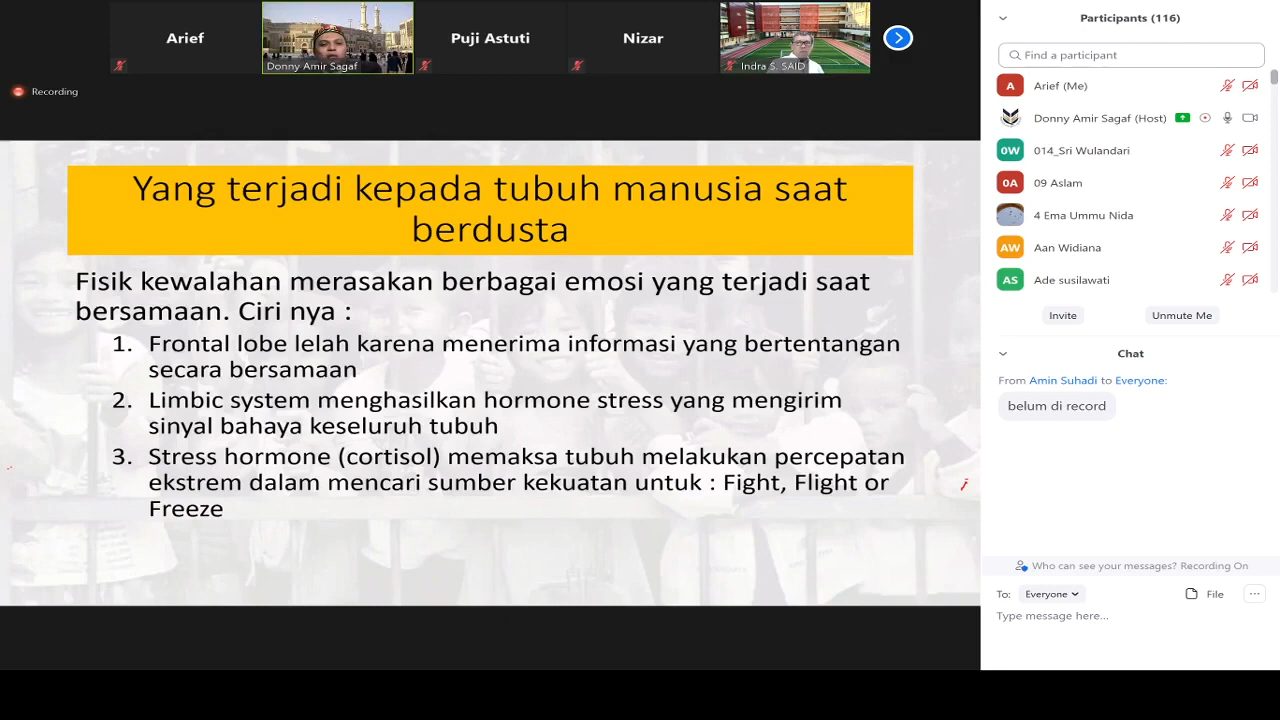 Arief
Donny Amir Sagaf
Puji Astuti
Nizar
Indra S. SAID
Recording
Yang terjadi kepada tubuh manusia saat
berdusta
Fisik kewalahan merasakan berbagai emosi yang terjadi saat
bersamaan. Ciri nya :
1. Frontal lobe lelah karena menerima informasi yang bertentangan
secara bersamaan
2. Limbic system menghasilkan hormone stress yang mengirim
sinyal bahaya keseluruh tubuh
3. Stress hormone (cortisol) memaksa tubuh melakukan percepatan
ekstrem dalam mencari sumber kekuatan untuk : Fight, Flight or
Freeze
Participants (116)
Find a participant
A Arief (Me)
Donny Amir Sagaf (Host)
0W 014_Sri Wulandari
0A 09 Aslam
4 Ema Ummu Nida
AW Aan Widiana
AS Ade susilawati
Invite Unmute Me
Chat
From Amin Suhadi to Everyone:
belum di record
Who can see your messages? Recording On
To: Everyone File ...
Type message here...